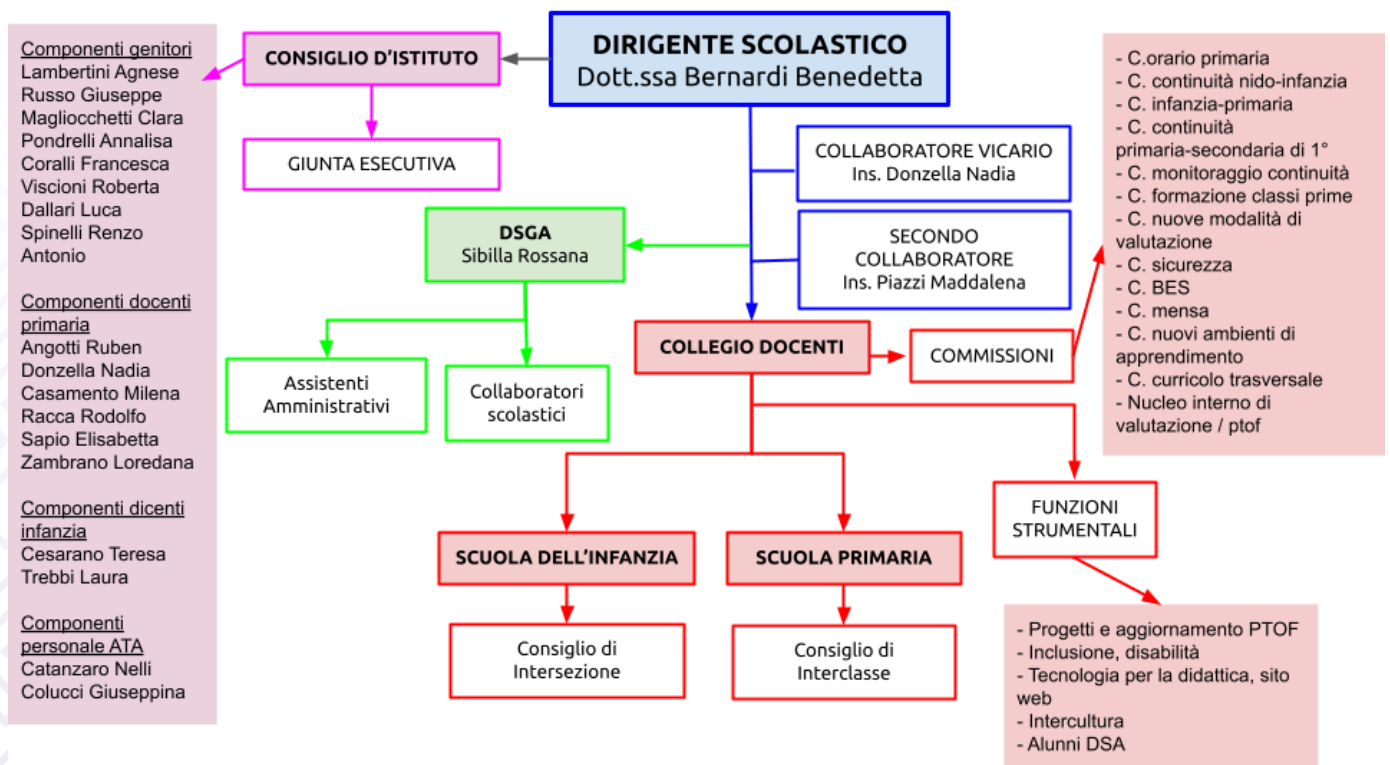 Componenti genitori
Lambertini Agnese
Russo Giuseppe
Magliocchetti Clara
Pondrelli Annalisa
Coralli Francesca
Viscioni Roberta
Dallari Luca
Spinelli Renzo
Antonio
Componenti docenti
primaria
Angotti Ruben
Donzella Nadia
Casamento Milena
Racca Rodolfo
Sapio Elisabetta
Zambrano Loredana
Componenti dicenti
infanzia
Cesarano Teresa
Trebbi Laura
Componenti
personale ATA
Catanzaro Nelli
Colucci Giuseppina
CONSIGLIO D'ISTITUTO
GIUNTA ESECUTIVA
DIRIGENTE SCOLASTICO
Dott.ssa Bernardi Benedetta
COLLABORATORE VICARIO
Ins. Donzella Nadia
SECONDO
COLLABORATORE
Ins. Piazzi Maddalena
DSGA
Sibilla Rossana
Assistenti
Amministrativi
Collaboratori
scolastici
COLLEGIO DOCENTI
COMMISSIONI
- C.orario primaria
- C. continuità nido-infanzia
- C. infanzia-primaria
- C. continuità
primaria-secondaria di 1°
- C. monitoraggio continuità
- C. formazione classi prime
- C. nuove modalità di
valutazione
- C. sicurezza
- C. BES
- C. mensa
- C. nuovi ambienti di
apprendimento
- C. curricolo trasversale
- Nucleo interno di
valutazione / ptof
SCUOLA DELL'INFANZIA
Consiglio di
Intersezione
SCUOLA PRIMARIA
Consiglio di
Interclasse
FUNZIONI
STRUMENTALI
- Progetti e aggiornamento PTOF
- Inclusione, disabilità
- Tecnologia per la didattica, sito
web
- Intercultura
- Alunni DSA